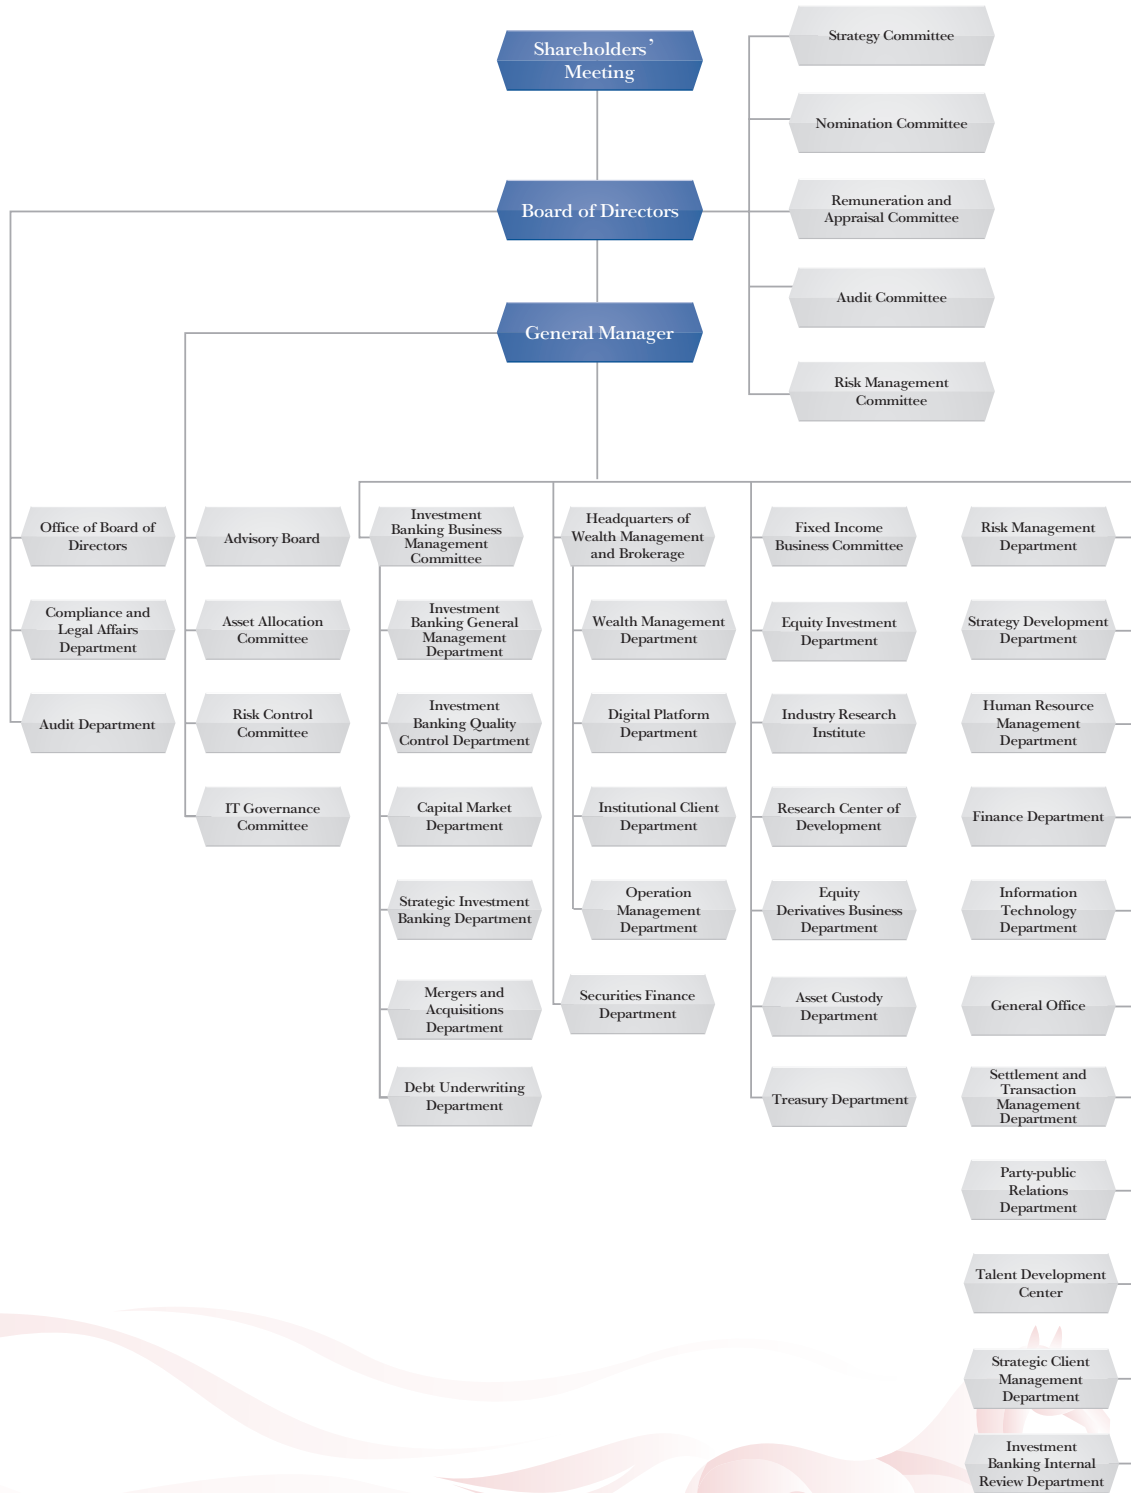 Shareholders’
Meeting
Board of Directors
General Manager
Strategy Committee
Nomination Committee
Remuneration and
Appraisal Committee
Audit Committee
Risk Management
Committee
Office of Board of
Directors
Compliance and
Legal Affairs
Department
Audit Department
Advisory Board
Asset Allocation
Committee
Risk Control
Committee
IT Governance
Committee
Investment
Banking Business
Management
Committee
Investment
Banking General
Management
Department
Investment
Banking Quality
Control Department
Capital Market
Department
Strategic Investment
Banking Department
Mergers and
Acquisitions
Department
Debt Underwriting
Department
Headquarters of
Wealth Management
and Brokerage
Wealth Management
Department
Digital Platform
Department
Institutional Client
Department
Operation
Management
Department
Securities Finance
Department
Fixed Income
Business Committee
Equity Investment
Department
Industry Research
Institute
Research Center of
Development
Equity
Derivatives Business
Department
Asset Custody
Department
Treasury Department
Risk Management
Department
Strategy Development
Department
Human Resource
Management
Department
Finance Department
Information
Technology
Department
General Office
Settlement and
Transaction
Management
Department
Party-public
Relations
Department
Talent Development
Center
Strategic Client
Management
Department
Investment
Banking Internal
Review Department